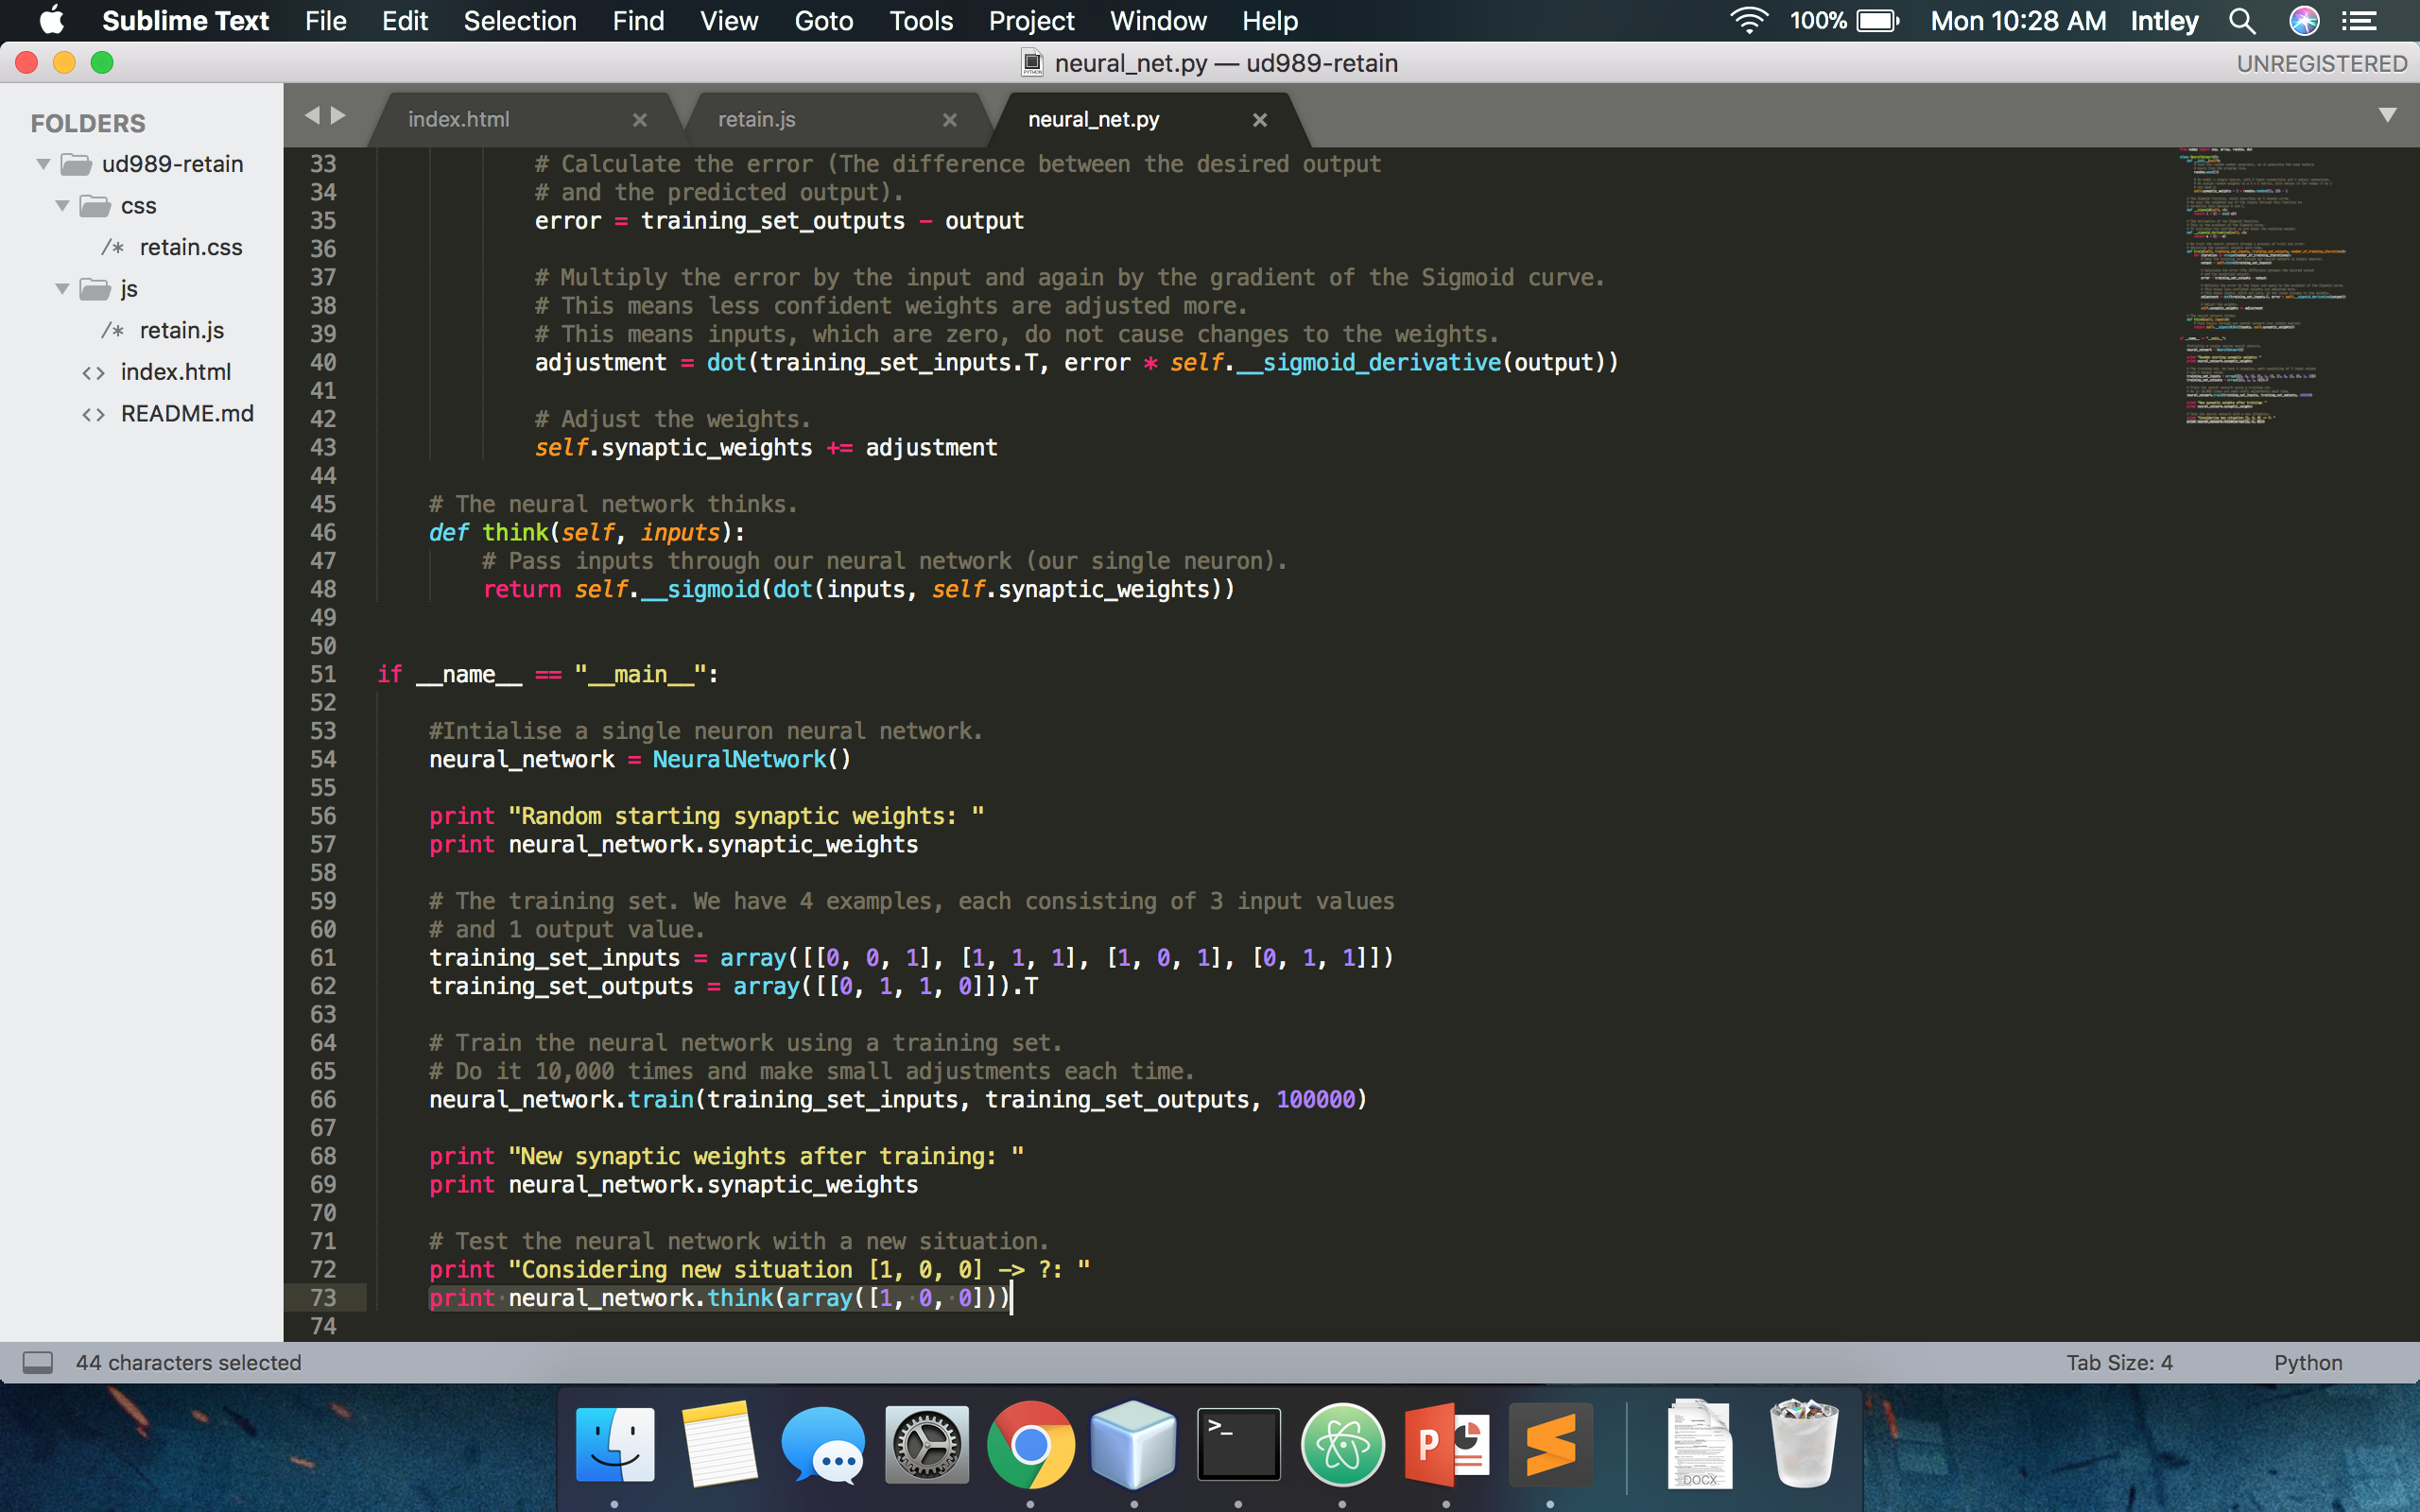 Sublime Text File Edit Selection Find View Goto Tools Project Window Help 100% Mon 10:28 AM Intley
neural_net.py — ud989-retain UNREGISTERED
FOLDERS
ud989-retain
css
/* retain.css
js
/* retain.js
<> index.html
<> README.md
index.html × retain.js × neural_net.py ×
33 # Calculate the error (The difference between the desired output
34 # and the predicted output).
35 error = training_set_outputs - output
36
37 # Multiply the error by the input and again by the gradient of the Sigmoid curve.
38 # This means less confident weights are adjusted more.
39 # This means inputs, which are zero, do not cause changes to the weights.
40 adjustment = dot(training_set_inputs.T, error * self.__sigmoid_derivative(output))
41
42 # Adjust the weights.
43 self.synaptic_weights += adjustment
44
45 # The neural network thinks.
46 def think(self, inputs):
47 # Pass inputs through our neural network (our single neuron).
48 return self.__sigmoid(dot(inputs, self.synaptic_weights))
49
50
51 if __name__ == "__main__":
52
53 #Intialise a single neuron neural network.
54 neural_network = NeuralNetwork()
55
56 print "Random starting synaptic weights: "
57 print neural_network.synaptic_weights
58
59 # The training set. We have 4 examples, each consisting of 3 input values
60 # and 1 output value.
61 training_set_inputs = array([[0, 0, 1], [1, 1, 1], [1, 0, 1], [0, 1, 1]])
62 training_set_outputs = array([[0, 1, 1, 0]]).T
63
64 # Train the neural network using a training set.
65 # Do it 10,000 times and make small adjustments each time.
66 neural_network.train(training_set_inputs, training_set_outputs, 100000)
67
68 print "New synaptic weights after training: "
69 print neural_network.synaptic_weights
70
71 # Test the neural network with a new situation.
72 print "Considering new situation [1, 0, 0] -> ?: "
73 print neural_network.think(array([1, 0, 0]))
74
44 characters selected Tab Size: 4 Python
>_
P
DOCX